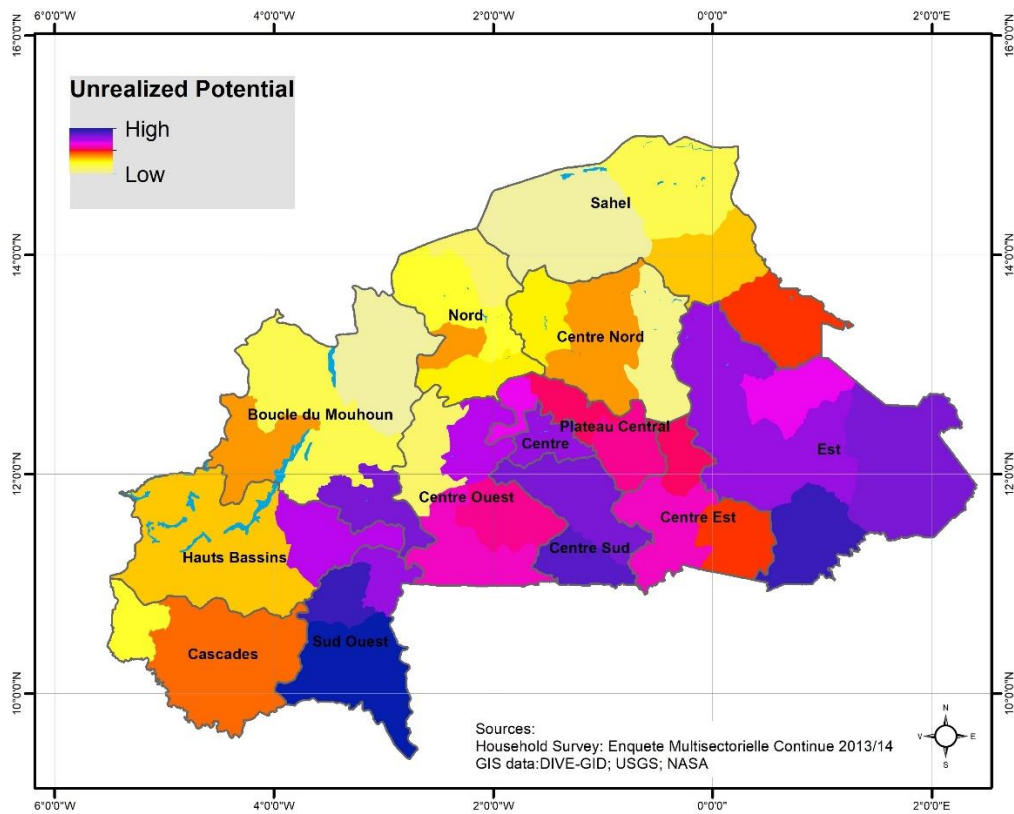 6°0'0"W 4°0'0"W 2°0'0"W 0°0'0" 2°0'0"E
16°0'0"N 16°0'0"N
Unrealized Potential
High
Low
Sahel
14°0'0"N 14°0'0"N
Nord
Centre Nord
Boucle du Mouhoun
Plateau Central
Centre
Est
12°0'0"N 12°0'0"N
Centre Ouest
Centre Est
Centre Sud
Hauts Bassins
Sud Ouest
Cascades
10°0'0"N 10°0'0"N
Sources:
Household Survey: Enquete Multisectorielle Continue 2013/14
GIS data:DIVE-GID; USGS; NASA
N
V E
S
6°0'0"W 4°0'0"W 2°0'0"W 0°0'0" 2°0'0"E